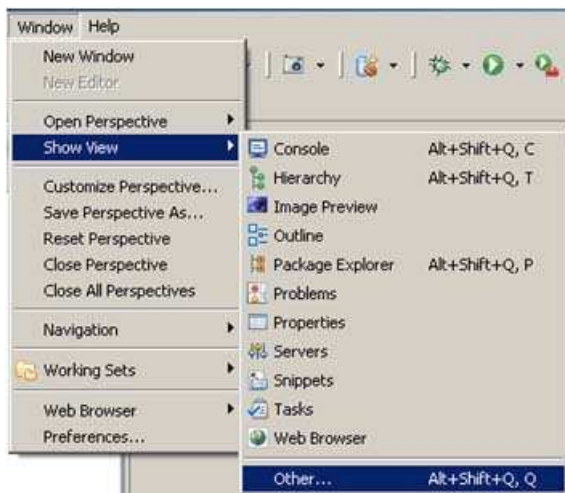 Window Help
New Window
New Editor
Open Perspective
Show View
Customize Perspective...
Save Perspective As...
Reset Perspective
Close Perspective
Close All Perspectives
Navigation
Working Sets
Web Browser
Preferences...
Console Alt+Shift+Q, C
Hierarchy Alt+Shift+Q, T
Image Preview
Outline
Package Explorer Alt+Shift+Q, P
Problems
Properties
Servers
Snippets
Tasks
Web Browser
Other... Alt+Shift+Q, Q